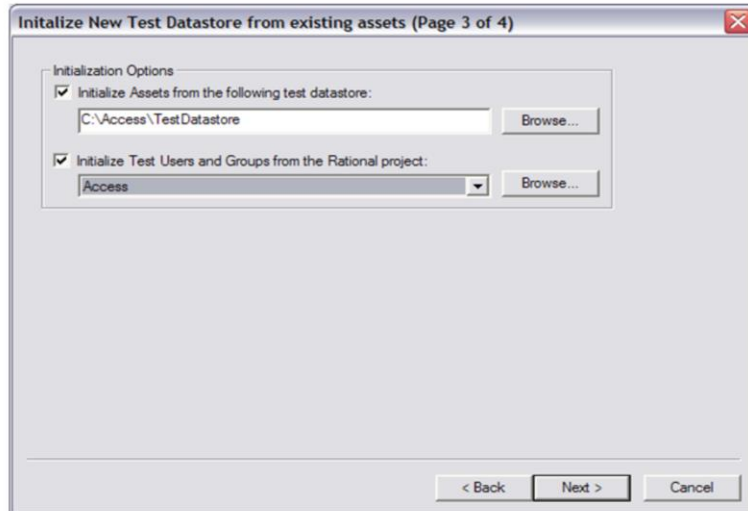 Initalize New Test Datastore from existing assets (Page 3 of 4)
Initialization Options
Initialize Assets from the following test datastore:
C:\Access\TestDatastore
Browse...
Initialize Test Users and Groups from the Rational project:
Access
Browse...
< Back
Next >
Cancel